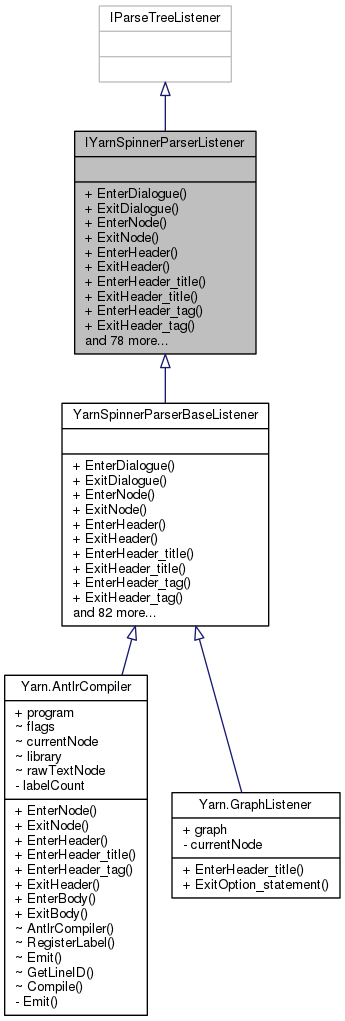 IParseTreeListener
IYarnSpinnerParserListener
+ EnterDialogue()
+ ExitDialogue()
+ EnterNode()
+ ExitNode()
+ EnterHeader()
+ ExitHeader()
+ EnterHeader_title()
+ ExitHeader_title()
+ EnterHeader_tag()
+ ExitHeader_tag()
and 78 more...
YarnSpinnerParserBaseListener
+ EnterDialogue()
+ ExitDialogue()
+ EnterNode()
+ ExitNode()
+ EnterHeader()
+ ExitHeader()
+ EnterHeader_title()
+ ExitHeader_title()
+ EnterHeader_tag()
+ ExitHeader_tag()
and 82 more...
Yarn.AntlrCompiler
+ program
~ flags
~ currentNode
~ library
~ rawTextNode
- labelCount
+ EnterNode()
+ ExitNode()
+ EnterHeader()
+ EnterHeader_title()
+ EnterHeader_tag()
+ ExitHeader()
+ EnterBody()
+ ExitBody()
~ AntlrCompiler()
~ RegisterLabel()
~ Emit()
~ GetLineID()
~ Compile()
- Emit()
Yarn.GraphListener
+ graph
- currentNode
+ EnterHeader_title()
+ ExitOption_statement()